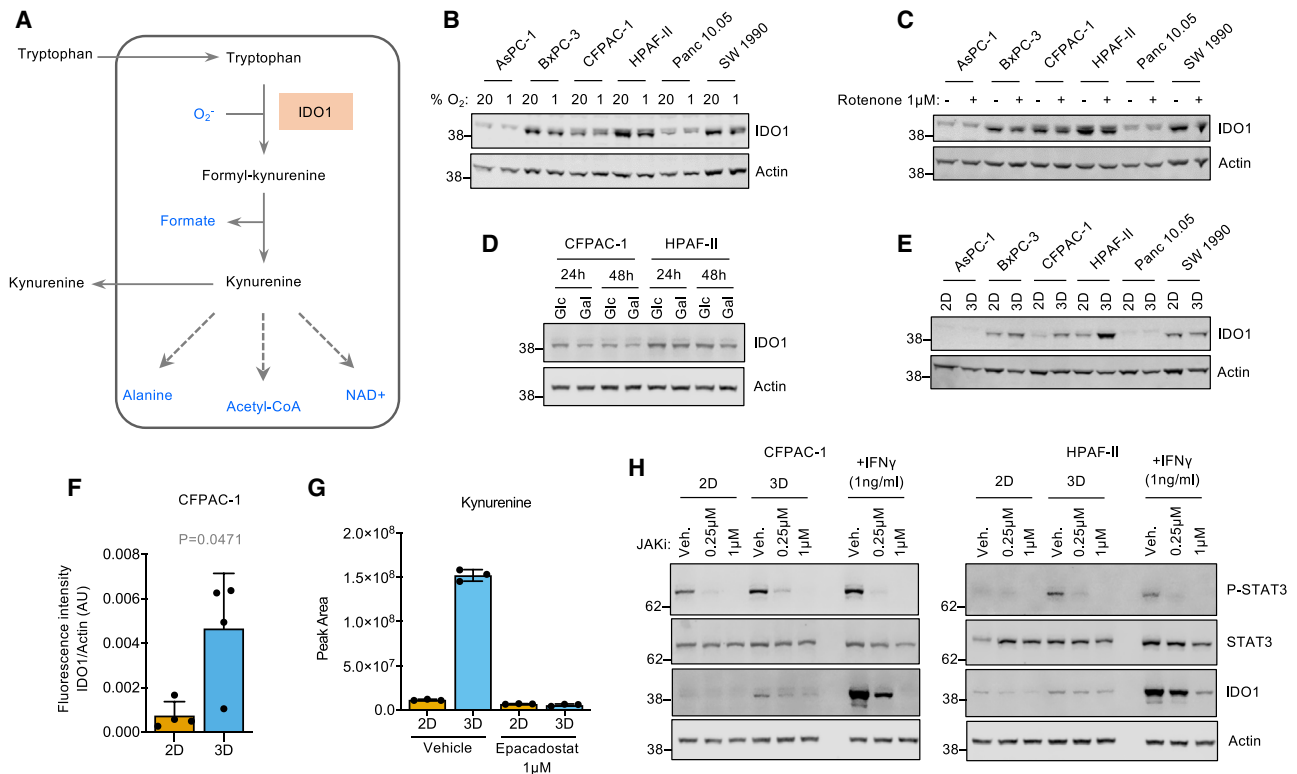 A
Tryptophan
Tryptophan
O2-
IDO1
Formyl-kynurenine
Formate
Kynurenine
Kynurenine
Alanine
Acetyl-CoA
NAD+
B
AsPC-1 BxPC-3 CFPAC-1 HPAF-II Panc 10.05 SW 1990
% O2: 20 1 20 1 20 1 20 1 20 1 20 1
38 IDO1
38 Actin
C
AsPC-1 BxPC-3 CFPAC-1 HPAF-II Panc 10.05 SW 1990
Rotenone 1µM: - + - + - + - + - + - +
38 IDO1
38 Actin
D
CFPAC-1 HPAF-II
24h 48h 24h 48h
Glc Gal Glc Gal Glc Gal Glc Gal
38 IDO1
38 Actin
E
AsPC-1 BxPC-3 CFPAC-1 HPAF-II Panc 10.05 SW 1990
2D 3D 2D 3D 2D 3D 2D 3D 2D 3D 2D 3D
38 IDO1
38 Actin
F
CFPAC-1
P=0.0471
Fluorescence intensity
IDO1/Actin (AU)
0.008
0.006
0.004
0.002
0.000
2D 3D
G
Kynurenine
Peak Area
2.0×10^8
1.5×10^8
1.0×10^8
5.0×10^7
0.0
2D 3D 2D 3D
Vehicle Epacadostat
1µM
H
CFPAC-1 HPAF-II
2D 3D +IFNγ
(1ng/ml)
2D 3D +IFNγ
(1ng/ml)
JAKi: Veh. 0.25µM 1µM Veh. 0.25µM 1µM Veh. 0.25µM 1µM
Veh. 0.25µM 1µM Veh. 0.25µM 1µM Veh. 0.25µM 1µM
62 62 P-STAT3
62 62 STAT3
38 38 IDO1
38 38 Actin